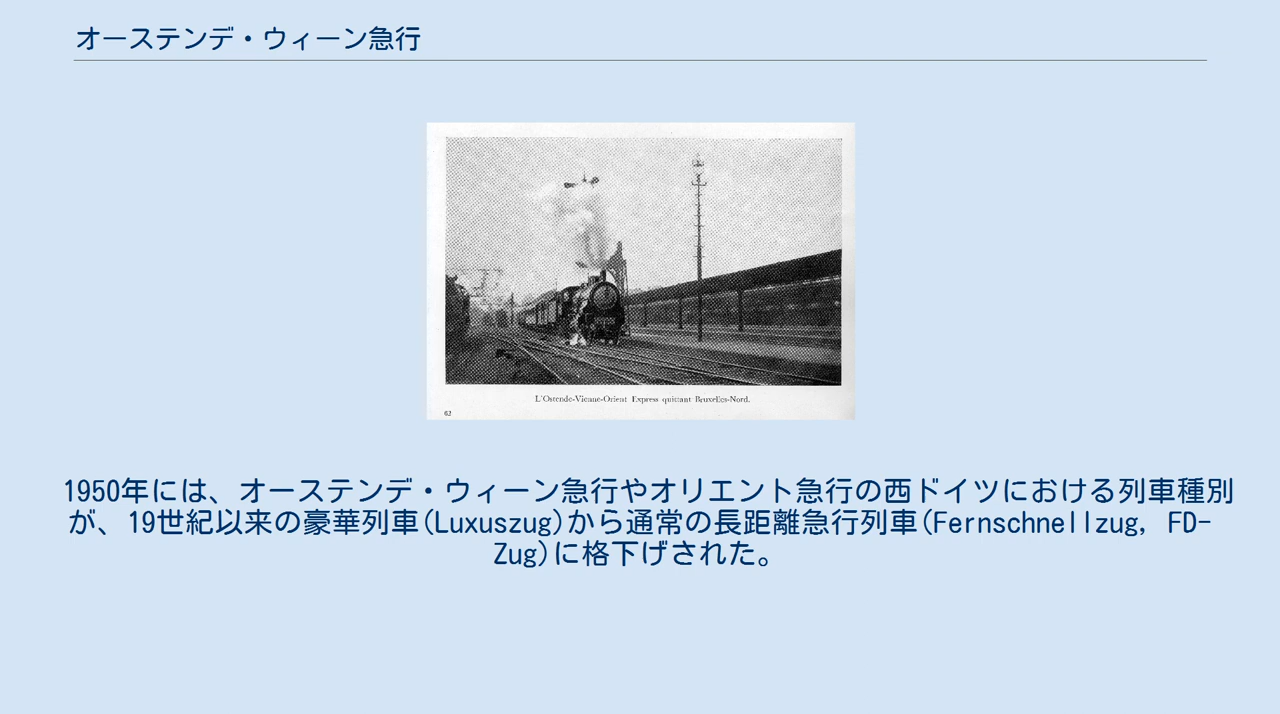 オーステンデ・ウィーン急行
L'Ostende-Vienne-Orient Express quittant Bruxelles-Nord.
62
1950年には、オーステンデ・ウィーン急行やオリエント急行の西ドイツにおける列車種別
が、19世紀以来の豪華列車(Luxuszug)から通常の長距離急行列車(Fernschnellzug, FD-
Zug)に格下げされた。